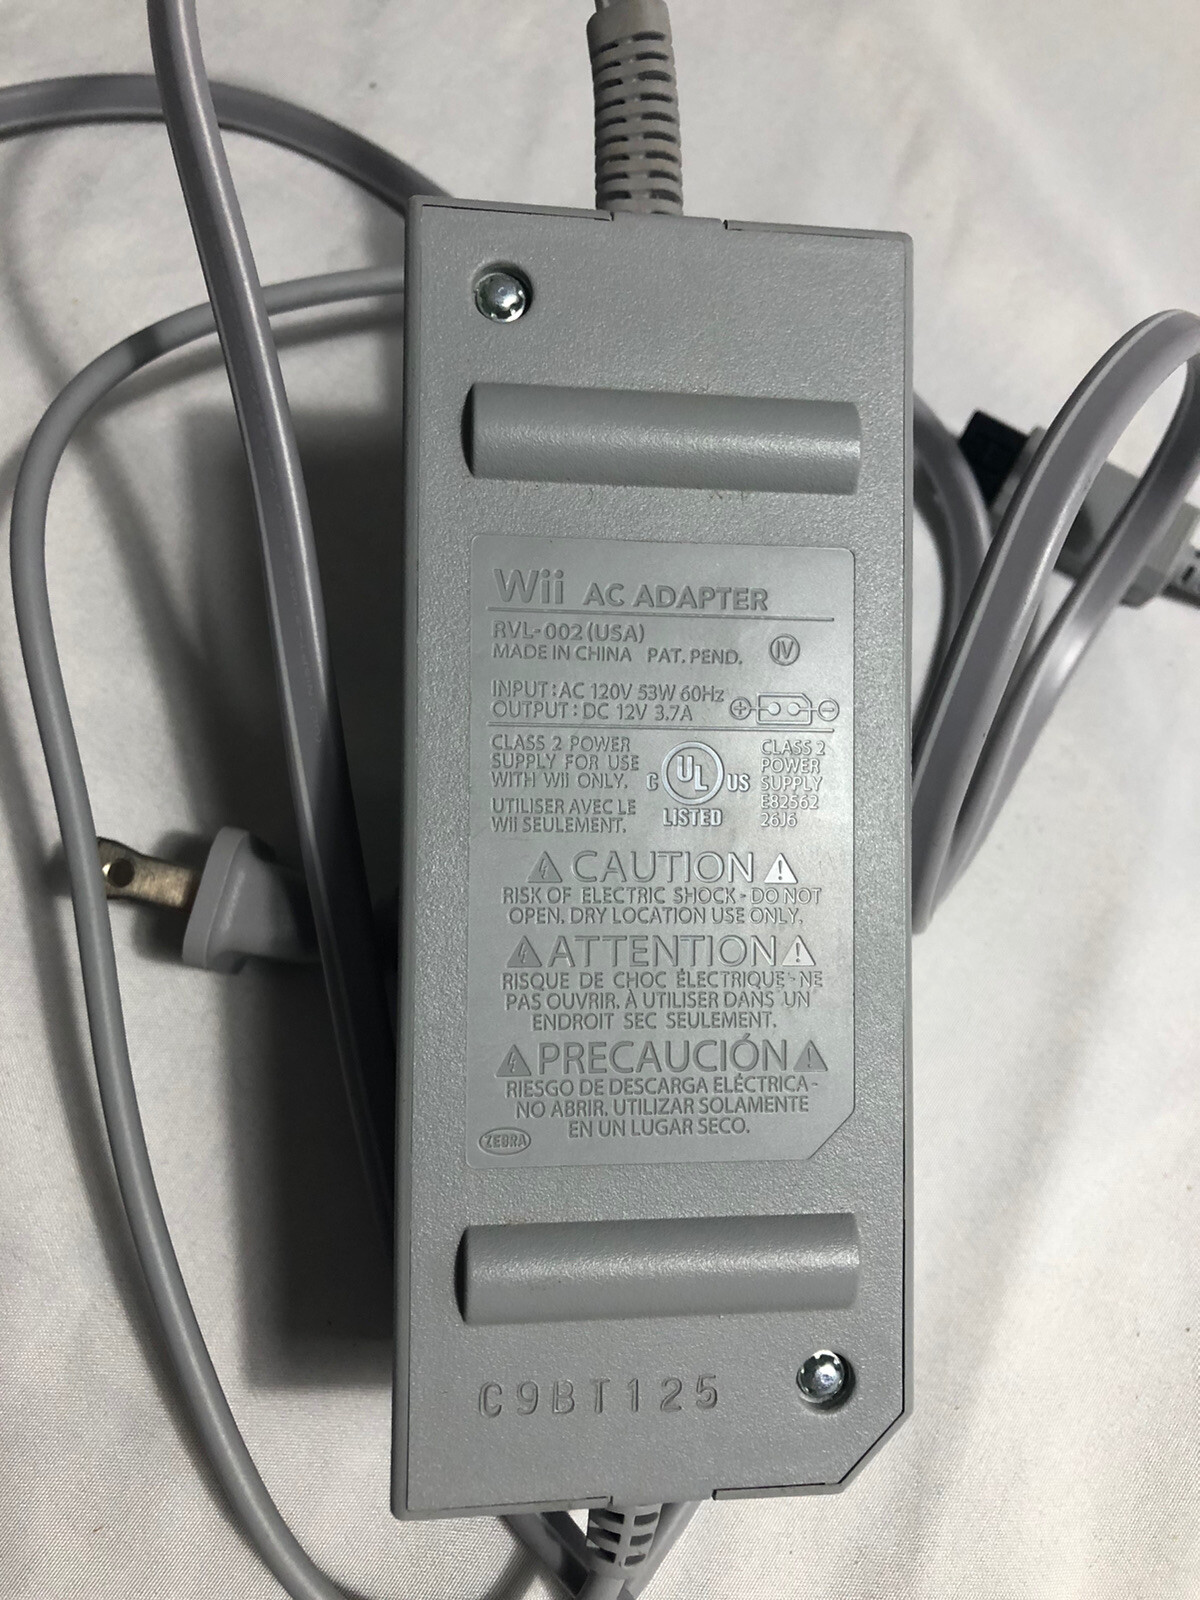 Wii AC ADAPTER
RVL-002 (USA)
MADE IN CHINA PAT. PEND. IV
INPUT : AC 120V 53W 60Hz
OUTPUT : DC 12V 3.7A
CLASS 2 POWER
SUPPLY FOR USE
WITH Wii ONLY.
UTILISER AVEC LE
Wii SEULEMENT.
C UL US
LISTED
CLASS 2
POWER
SUPPLY
E82562
26J6
CAUTION
RISK OF ELECTRIC SHOCK - DO NOT
OPEN. DRY LOCATION USE ONLY.
ATTENTION
RISQUE DE CHOC ÉLECTRIQUE - NE
PAS OUVRIR. À UTILISER DANS UN
ENDROIT SEC SEULEMENT.
PRECAUCIÓN
RIESGO DE DESCARGA ELÉCTRICA -
NO ABRIR. UTILIZAR SOLAMENTE
EN UN LUGAR SECO.
ZEBRA
C9BT125